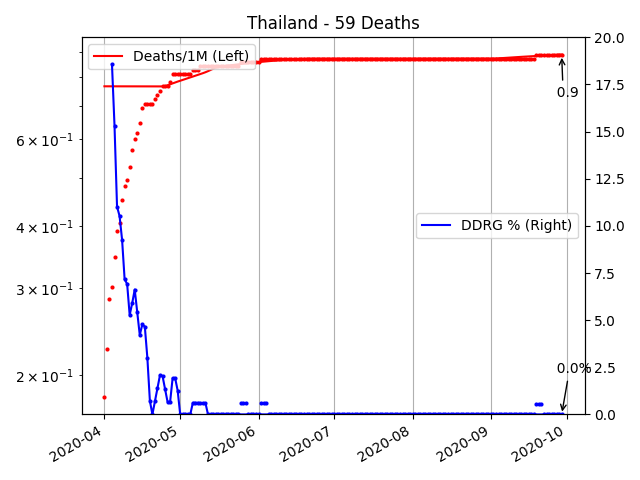 Thailand - 59 Deaths
Deaths/1M (Left)
DDRG % (Right)
0.9
0.0%
6 × 10⁻¹
4 × 10⁻¹
3 × 10⁻¹
2 × 10⁻¹
20.0
17.5
15.0
12.5
10.0
7.5
5.0
2.5
0.0
2020-04
2020-05
2020-06
2020-07
2020-08
2020-09
2020-10